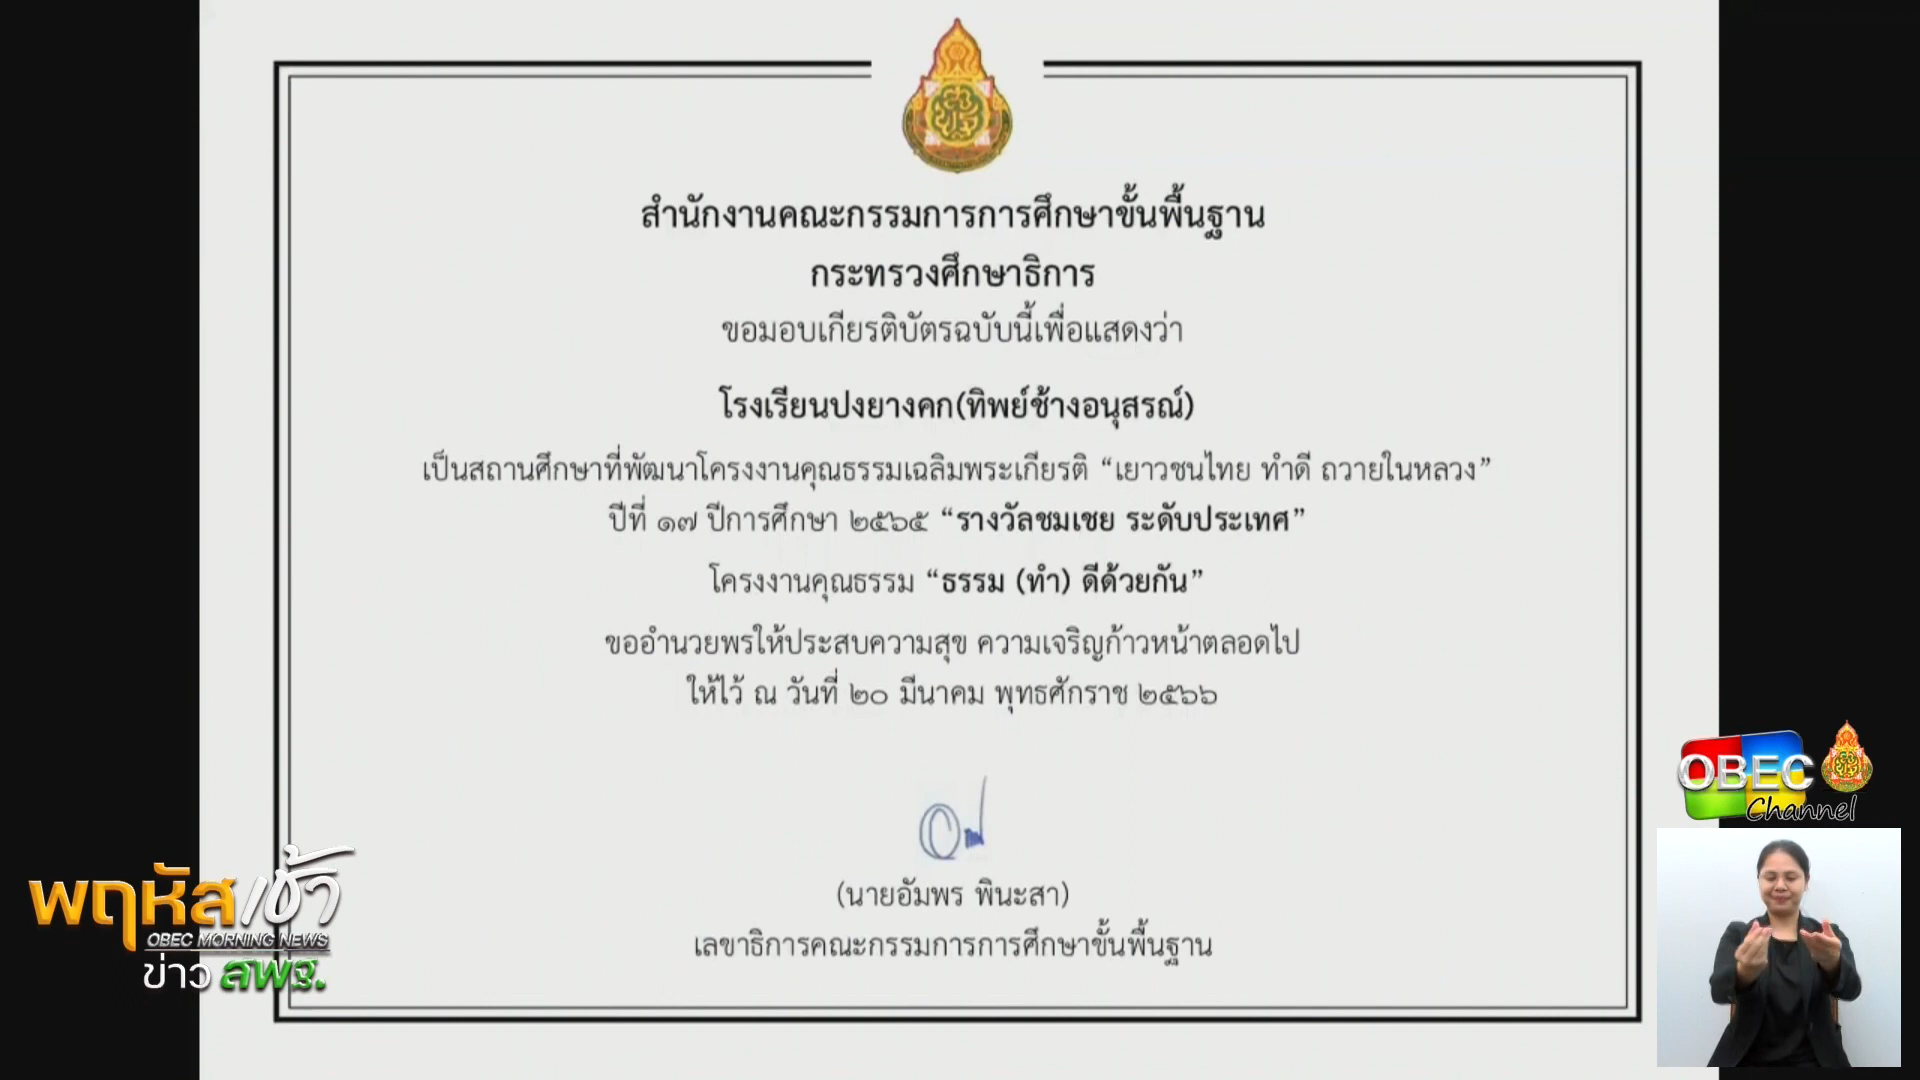 สำนักงานคณะกรรมการการศึกษาขั้นพื้นฐาน
กระทรวงศึกษาธิการ
ขอมอบเกียรติบัตรฉบับนี้เพื่อแสดงว่า
โรงเรียนปงยางคก(ทิพย์ช้างอนุสรณ์)
เป็นสถานศึกษาที่พัฒนาโครงงานคุณธรรมเฉลิมพระเกียรติ “เยาวชนไทย ทำดี ถวายในหลวง”
ปีที่ ๑๗ ปีการศึกษา ๒๕๖๕ “รางวัลชมเชย ระดับประเทศ”
โครงงานคุณธรรม “ธรรม (ทำ) ดีด้วยกัน”
ขออำนวยพรให้ประสบความสุข ความเจริญก้าวหน้าตลอดไป
ให้ไว้ ณ วันที่ ๒๐ มีนาคม พุทธศักราช ๒๕๖๖
(นายอัมพร พินะสา)
เลขาธิการคณะกรรมการการศึกษาขั้นพื้นฐาน
OBEC
Channel
พฤหัสเช้า
OBEC MORNING NEWS
ข่าว สพฐ.